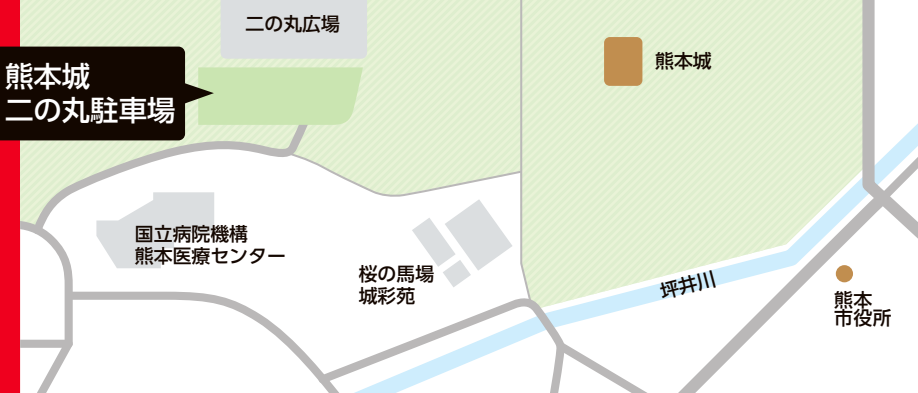 二の丸広場
熊本城
熊本城
二の丸駐車場
国立病院機構
熊本医療センター
桜の馬場
城彩苑
坪井川
熊本
市役所